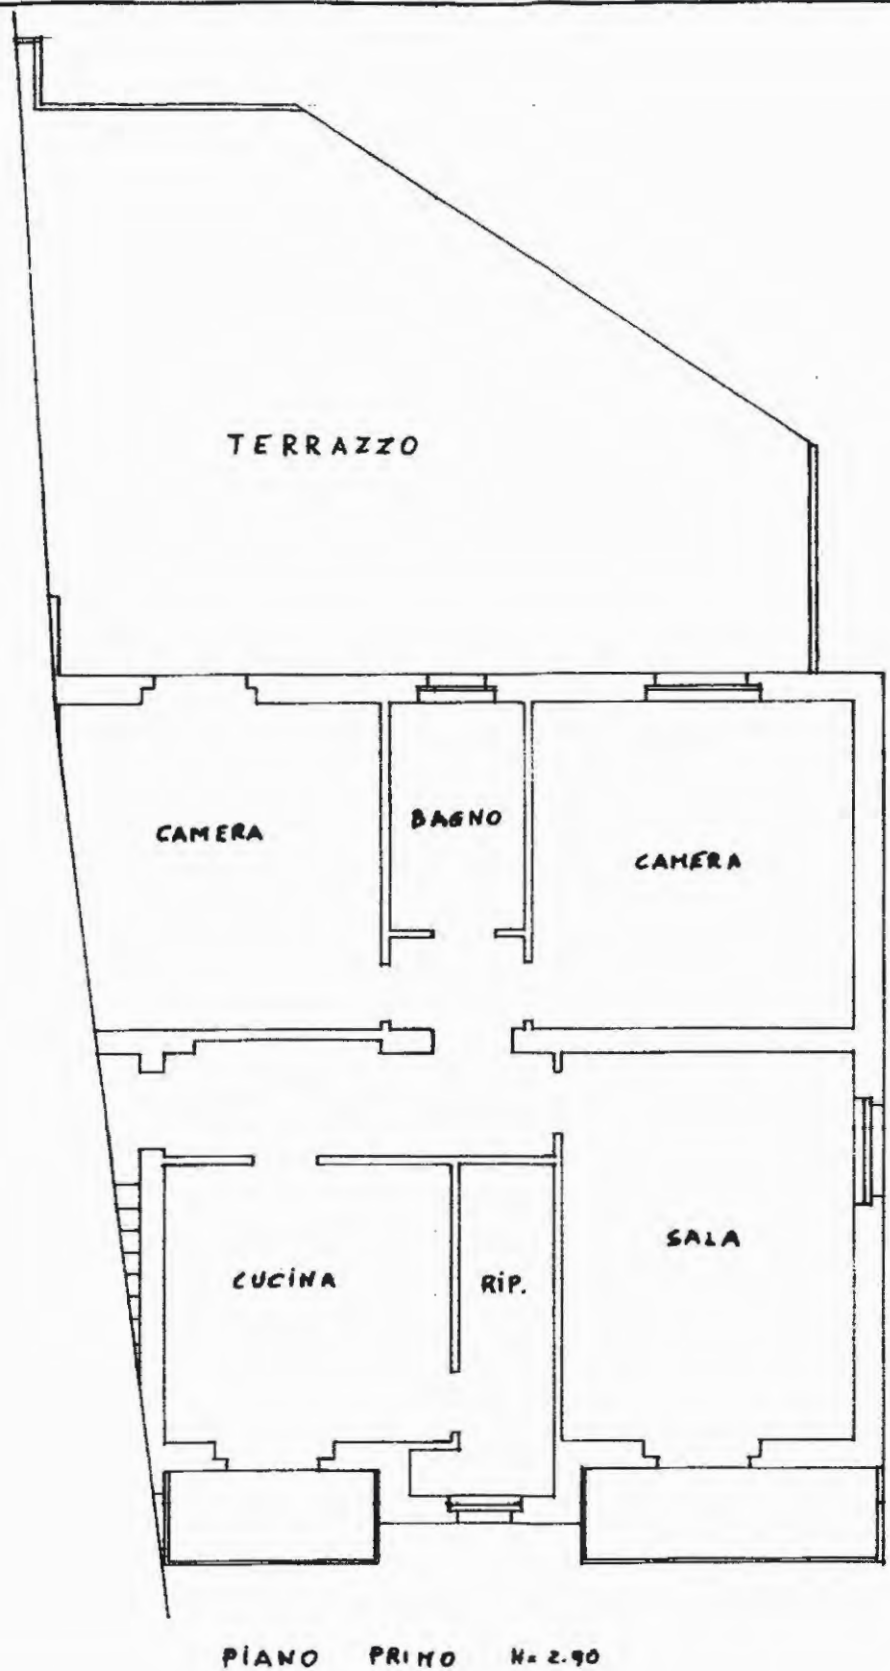 TERRAZZO
CAMERA
BAGNO
CAMERA
CUCINA
RIP.
SALA
PIANO PRIMO H= 2.90